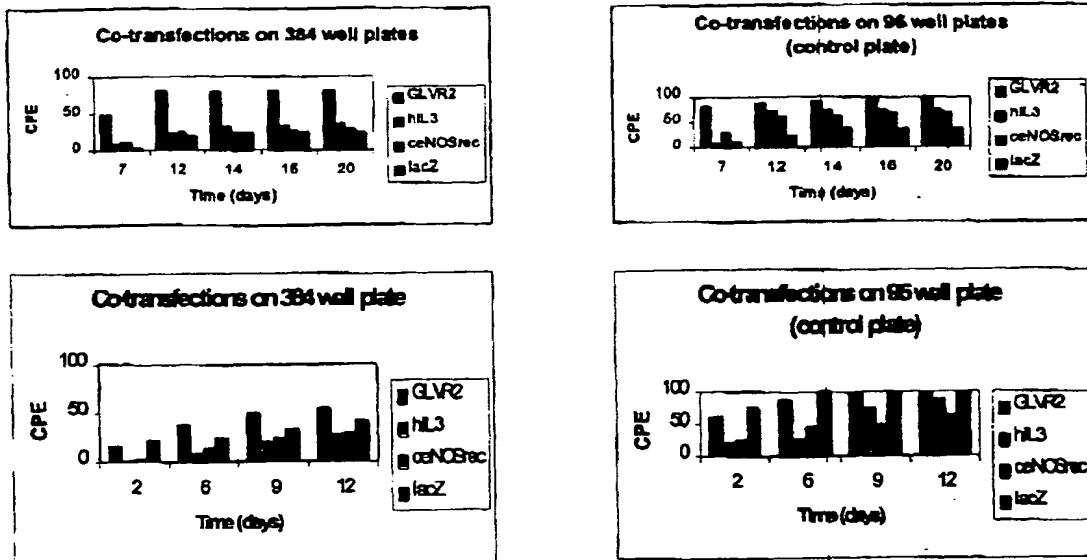 Co-transfections on 384 well plates
100
50
0
CPE
7 12 14 16 20
Time (days)
GLVR2
hIL3
ceNOSrec
lacZ
Co-transfections on 96 well plates
(control plate)
100
50
0
CPE
7 12 14 16 20
Time (days)
GLVR2
hIL3
ceNOSrec
lacZ
Co-transfections on 384 well plate
100
50
0
CPE
2 6 9 12
Time (days)
GLVR2
hIL3
ceNOSrec
lacZ
Co-transfections on 96 well plate
(control plate)
100
50
0
CPE
2 6 9 12
Time (days)
GLVR2
hIL3
ceNOSrec
lacZ